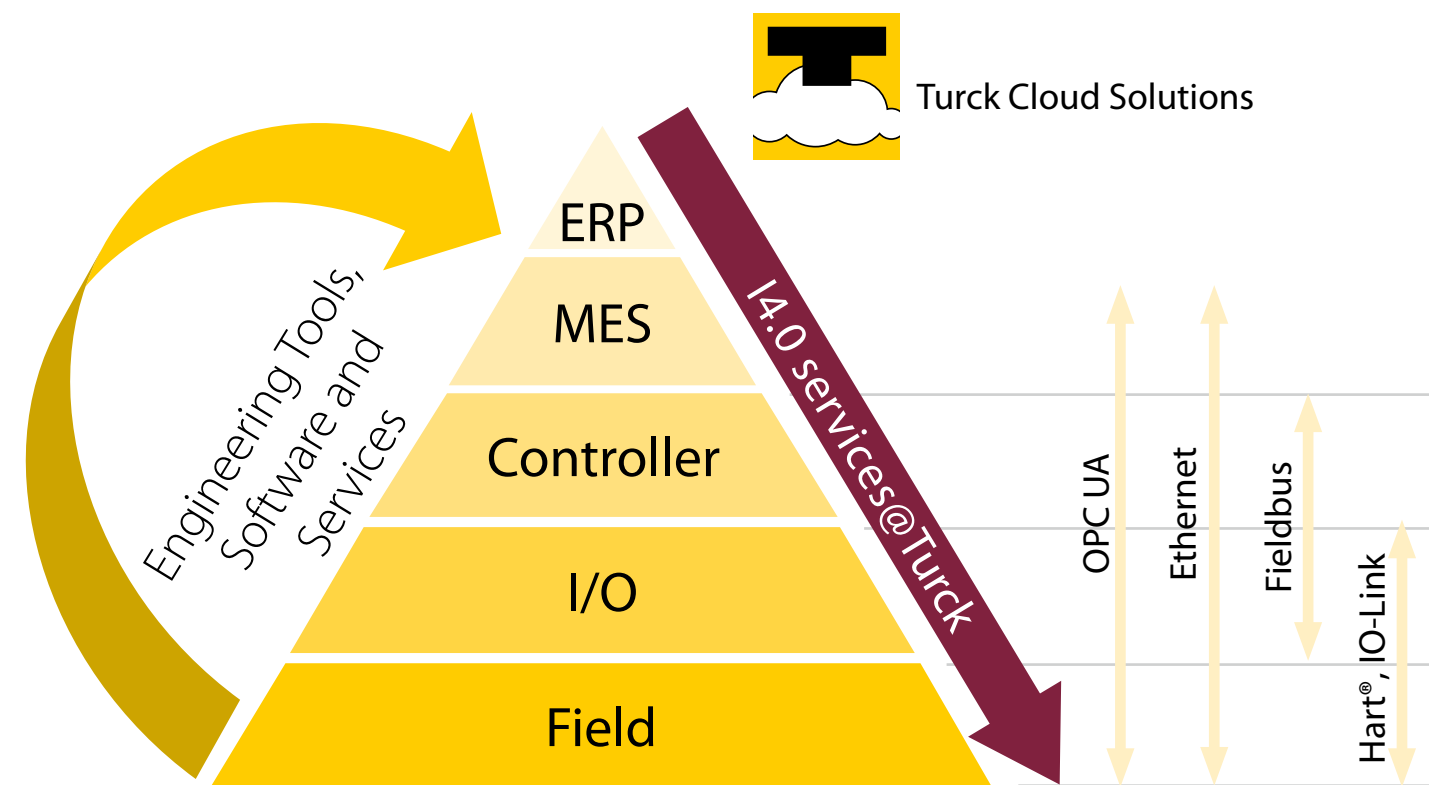 Turck Cloud Solutions
ERP
MES
Controller
I/O
Field
Engineering Tools,
Software and
Services
I4.0 services@Turck
OPC UA
Ethernet
Fieldbus
Hart®, IO-Link